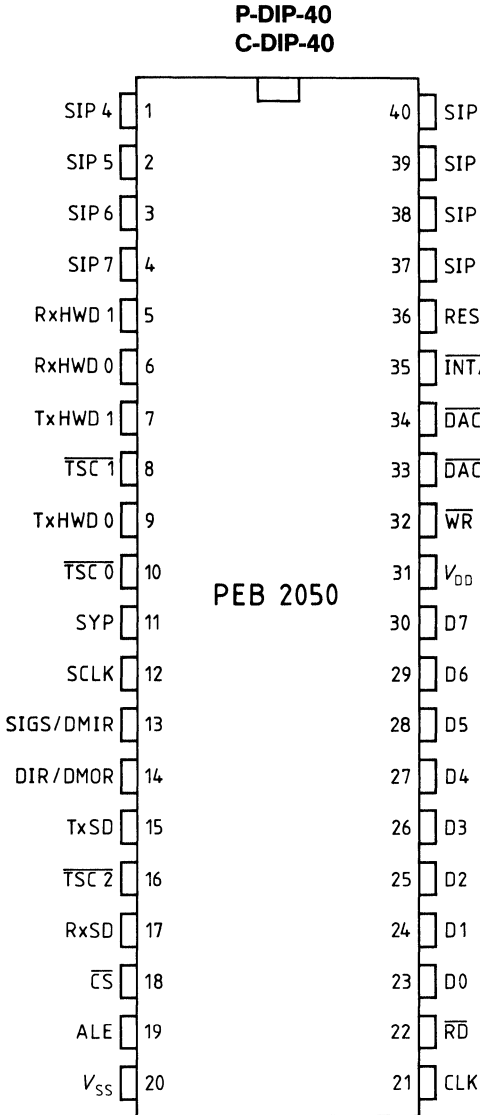 P-DIP-40
C-DIP-40
SIP 4 1 40 SIP
SIP 5 2 39 SIP
SIP 6 3 38 SIP
SIP 7 4 37 SIP
RxHWD 1 5 36 RES
RxHWD 0 6 35 INT/
TxHWD 1 7 34 DAC
TSC 1 8 33 DAC
TxHWD 0 9 32 WR
TSC 0 10 31 VDD
PEB 2050
SYP 11 30 D7
SCLK 12 29 D6
SIGS/DMIR 13 28 D5
DIR/DMOR 14 27 D4
TxSD 15 26 D3
TSC 2 16 25 D2
RxSD 17 24 D1
CS 18 23 D0
ALE 19 22 RD
VSS 20 21 CLK